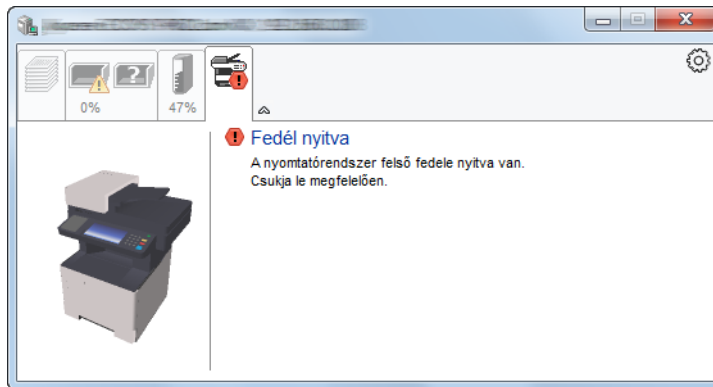 0%
47%
Fedél nyitva
A nyomtatórendszer felső fedele nyitva van.
Csukja le megfelelően.